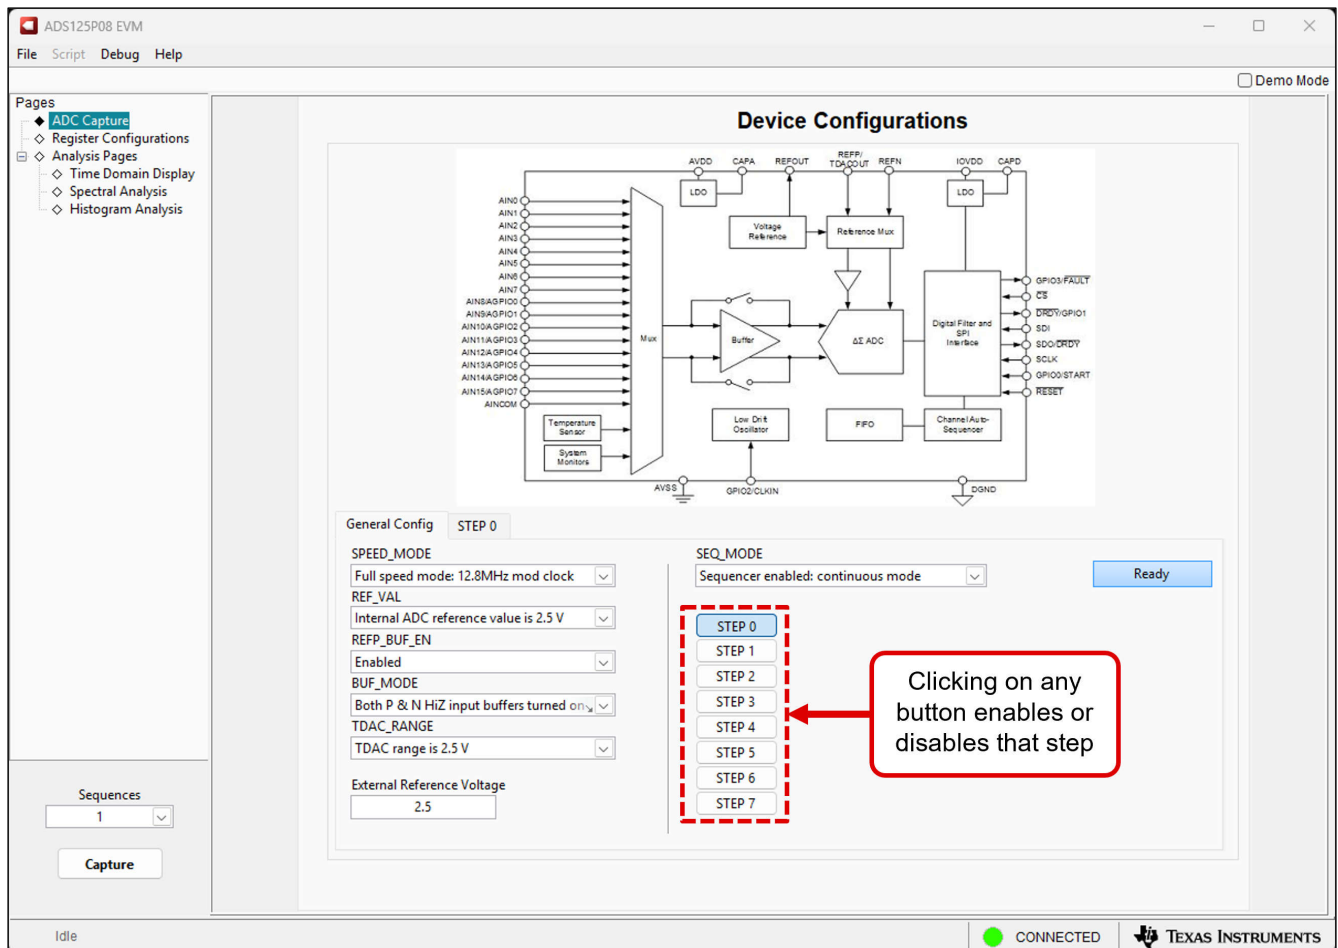 ADS125P08 EVM
File Script Debug Help
Demo Mode
Pages
ADC Capture
Register Configurations
Analysis Pages
Time Domain Display
Spectral Analysis
Histogram Analysis
Sequences
1
Capture
Device Configurations
AVDD CAPA REFOUT REFP/ TDACOUT REFN IOVDD CAPD
LDO
LDO
Voltage
Reference
Reference Mux
AIN0
AIN1
AIN2
AIN3
AIN4
AIN5
AIN6
AIN7
AIN8/AGPIO0
AIN9/AGPIO1
AIN10/AGPIO2
AIN11/AGPIO3
AIN12/AGPIO4
AIN13/AGPIO5
AIN14/AGPIO6
AIN15/AGPIO7
AINCOM
Mux
Buffer
ΔΣ ADC
Digital Filter and
SPI
Interface
GPIO3/FAULT
CS
DRDY/GPIO1
SDI
SDO/DRDY
SCLK
GPIO0/START
RESET
Temperature
Sensor
System
Monitors
Low Drift
Oscillator
FIFO
Channel Auto-
Sequencer
AVSS
GPIO2/CLKIN
DGND
General Config STEP 0
SPEED_MODE
Full speed mode: 12.8MHz mod clock
REF_VAL
Internal ADC reference value is 2.5 V
REFP_BUF_EN
Enabled
BUF_MODE
Both P & N HiZ input buffers turned on
TDAC_RANGE
TDAC range is 2.5 V
External Reference Voltage
2.5
SEQ_MODE
Sequencer enabled: continuous mode
Ready
STEP 0
STEP 1
STEP 2
STEP 3
STEP 4
STEP 5
STEP 6
STEP 7
Clicking on any
button enables or
disables that step
Idle
CONNECTED
TEXAS INSTRUMENTS